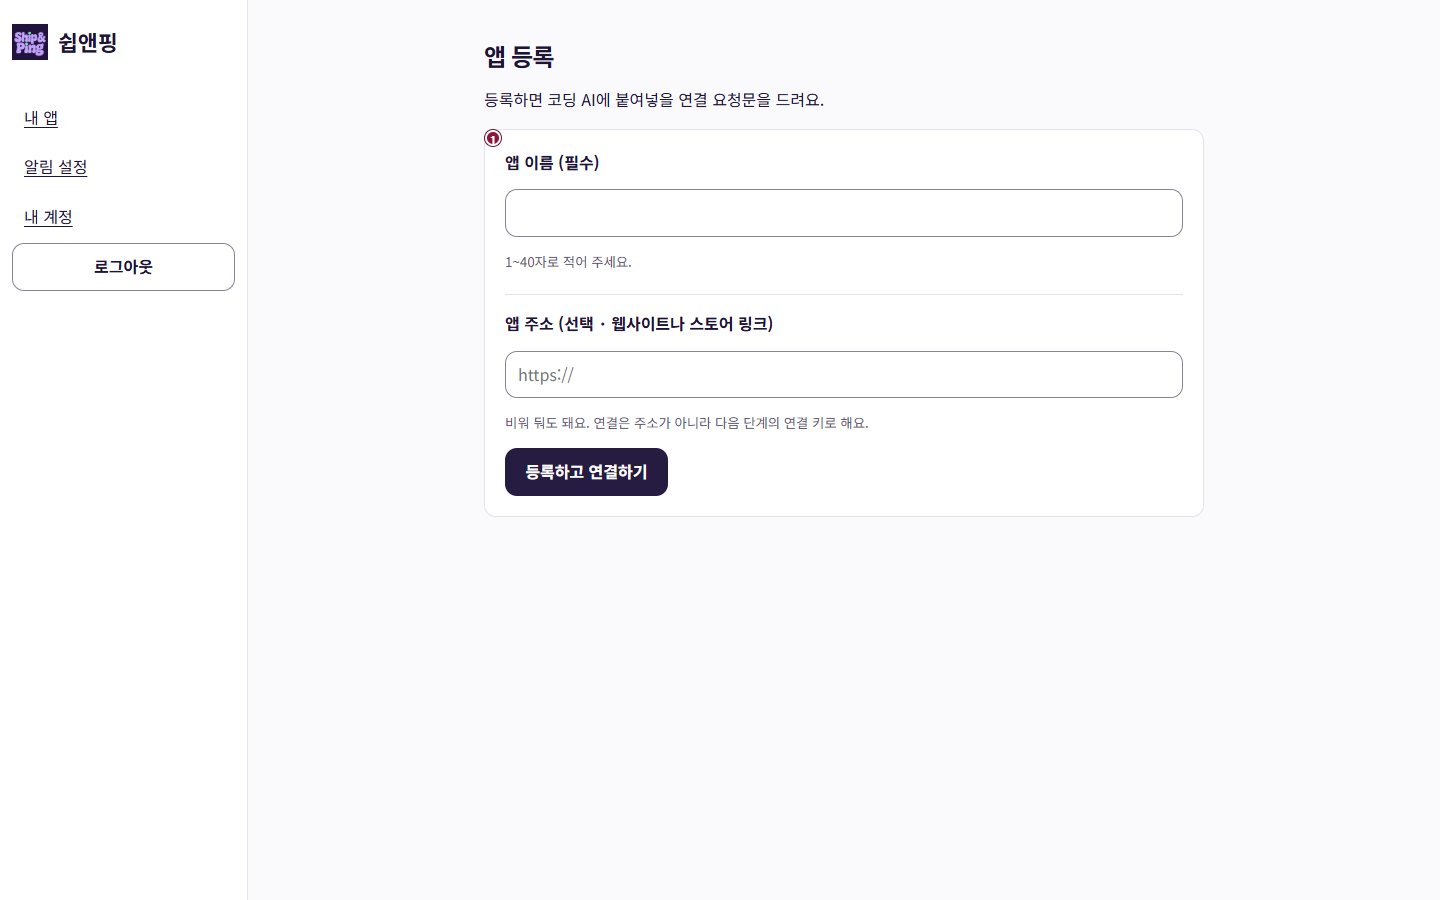 Ship&
Ping
쉽앤핑
내 앱
알림 설정
내 계정
로그아웃
앱 등록
등록하면 코딩 AI에 붙여넣을 연결 요청문을 드려요.
1
앱 이름 (필수)
1~40자로 적어 주세요.
앱 주소 (선택 · 웹사이트나 스토어 링크)
https://
비워 둬도 돼요. 연결은 주소가 아니라 다음 단계의 연결 키로 해요.
등록하고 연결하기